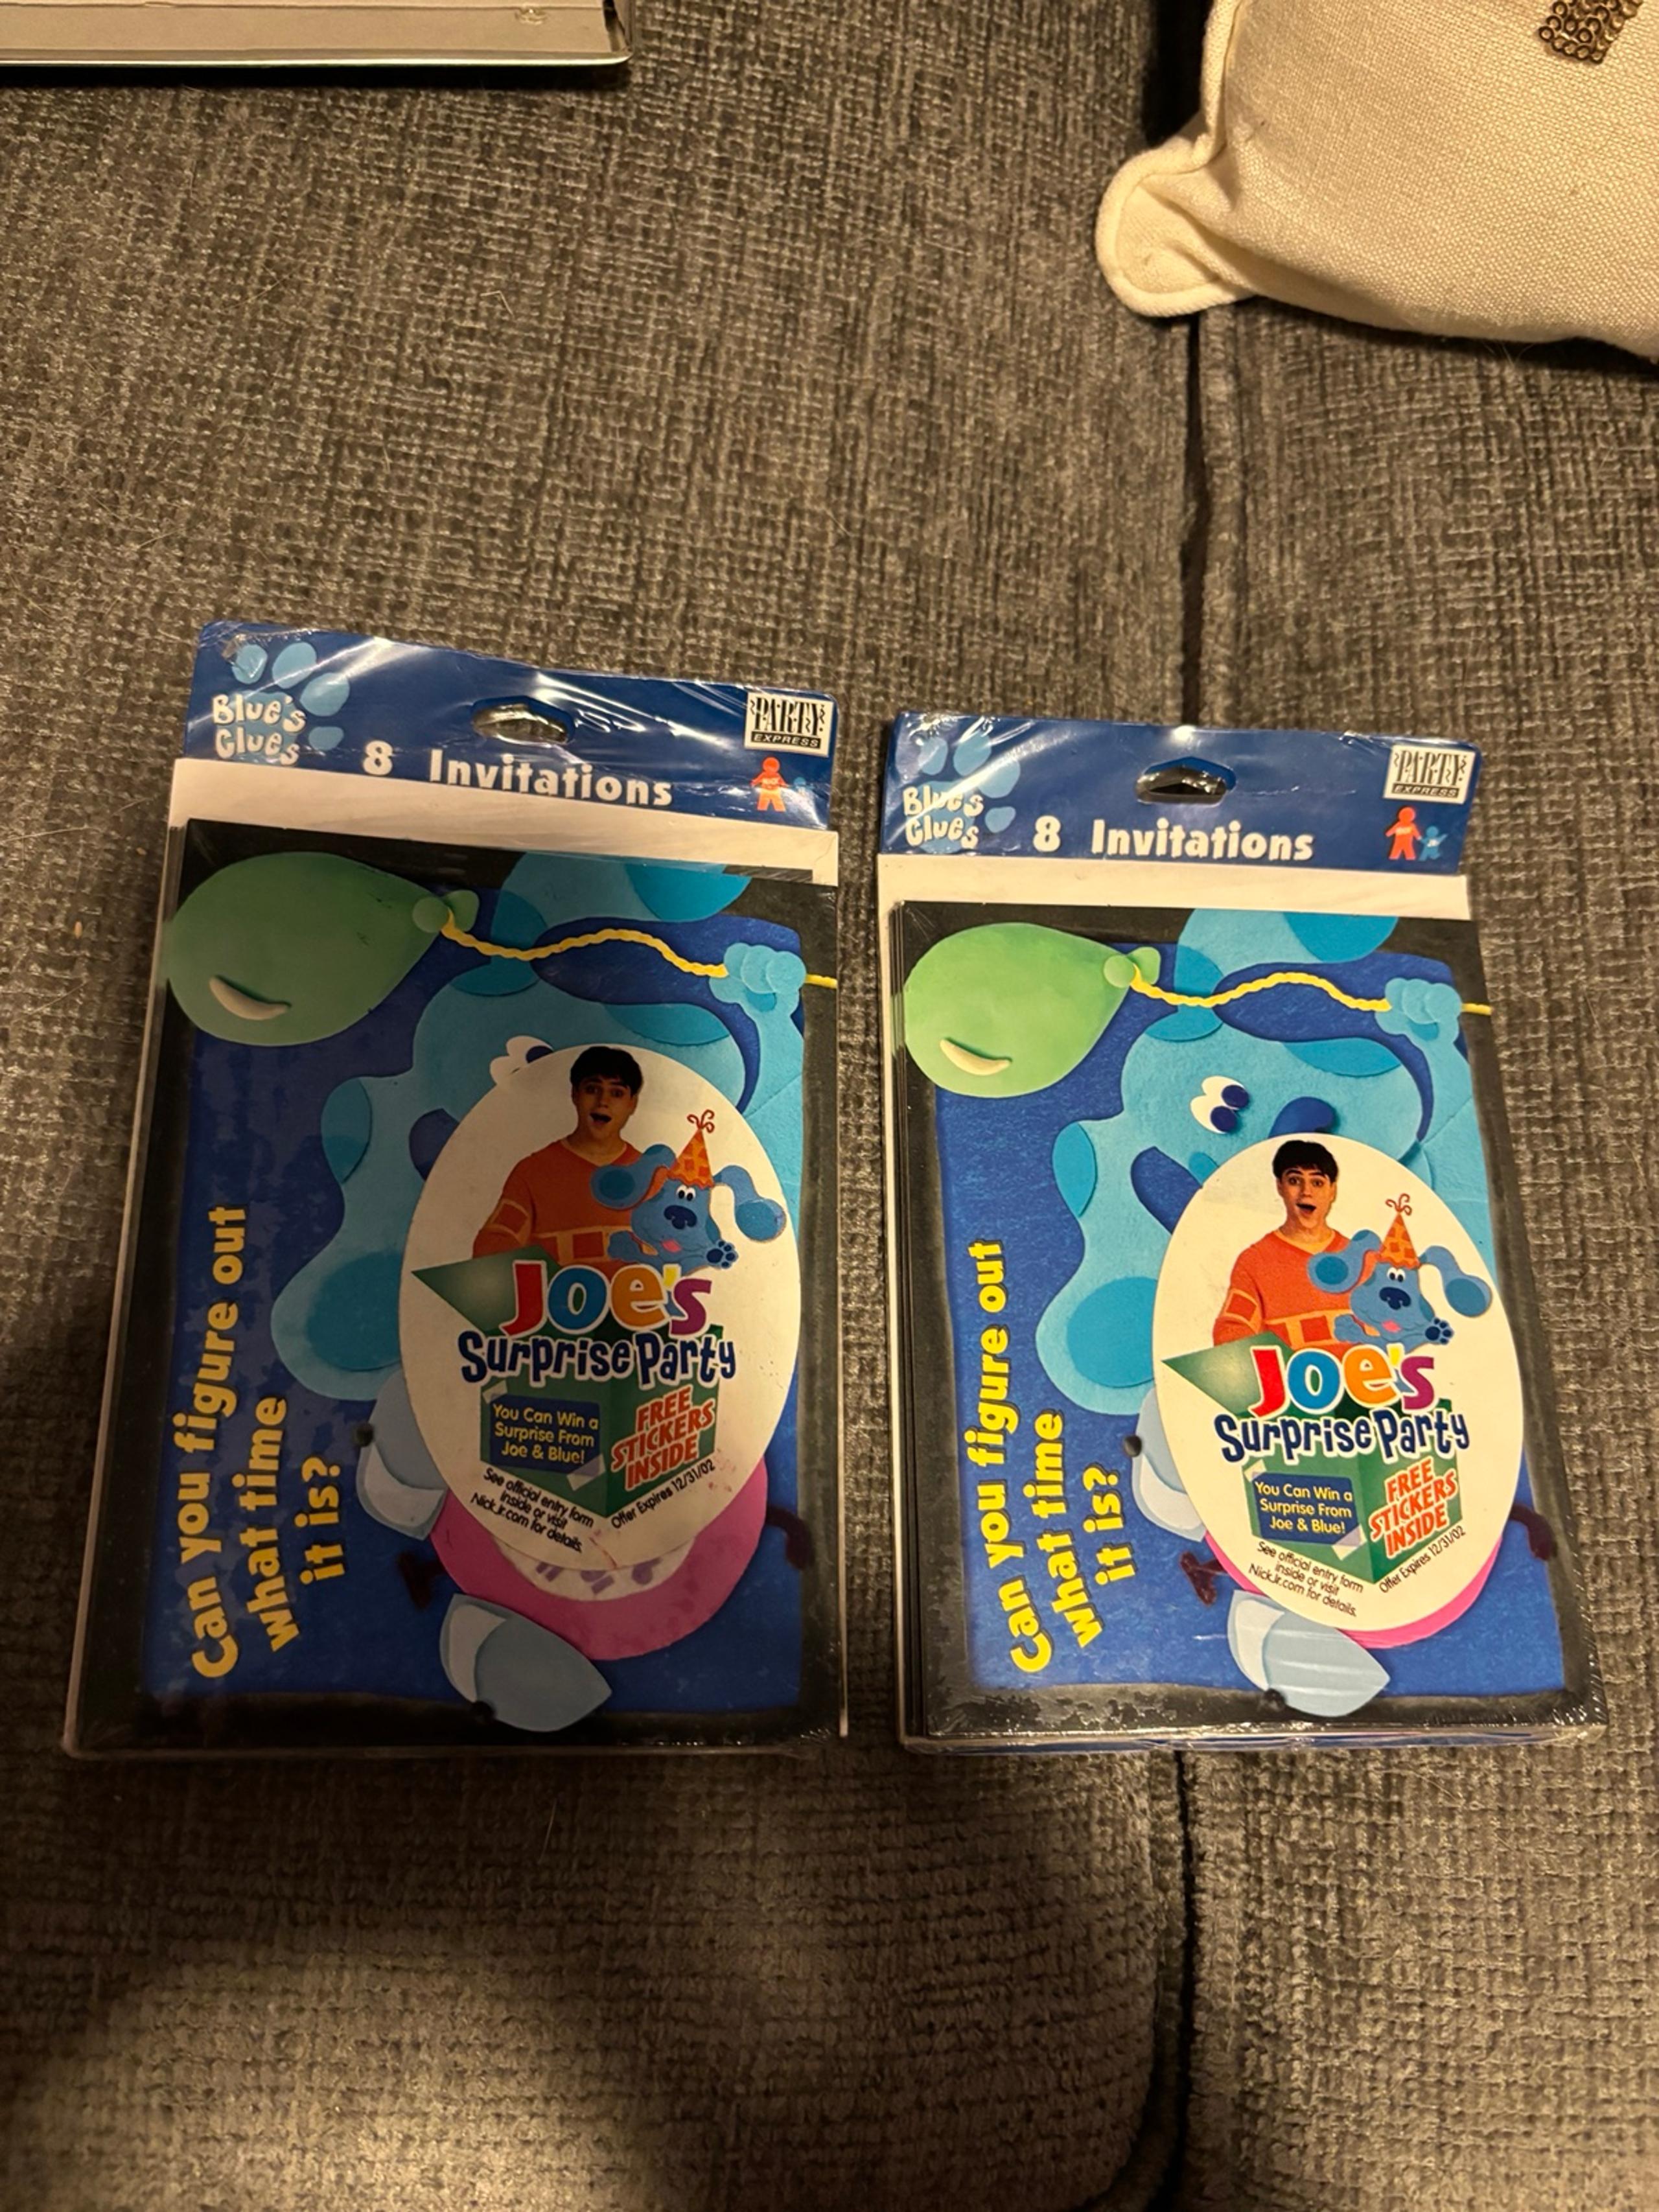 Blue's
Clues
8 Invitations
PARTY
EXPRESS
Can you figure out
what time
it is?
Joe's
Surprise Party
You Can Win a
Surprise From
Joe & Blue!
FREE
STICKERS
INSIDE
See official entry form
inside or visit
NickJr.com for details.
Offer Expires 12/31/02
Blue's
Clues
8 Invitations
PARTY
EXPRESS
Can you figure out
what time
it is?
Joe's
Surprise Party
You Can Win a
Surprise From
Joe & Blue!
FREE
STICKERS
INSIDE
See official entry form
inside or visit
NickJr.com for details.
Offer Expires 12/31/02